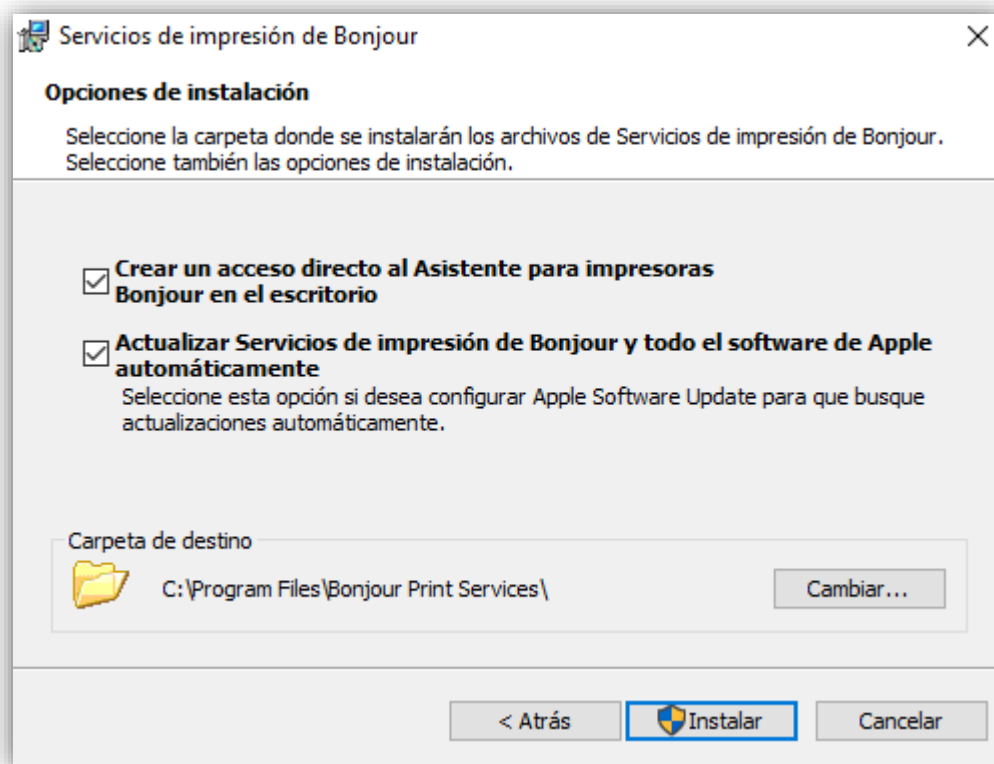 Servicios de impresión de Bonjour
Opciones de instalación
Seleccione la carpeta donde se instalarán los archivos de Servicios de impresión de Bonjour.
Seleccione también las opciones de instalación.
Crear un acceso directo al Asistente para impresoras
Bonjour en el escritorio
Actualizar Servicios de impresión de Bonjour y todo el software de Apple
automáticamente
Seleccione esta opción si desea configurar Apple Software Update para que busque
actualizaciones automáticamente.
Carpeta de destino
C:\Program Files\Bonjour Print Services\
Cambiar...
< Atrás
Instalar
Cancelar